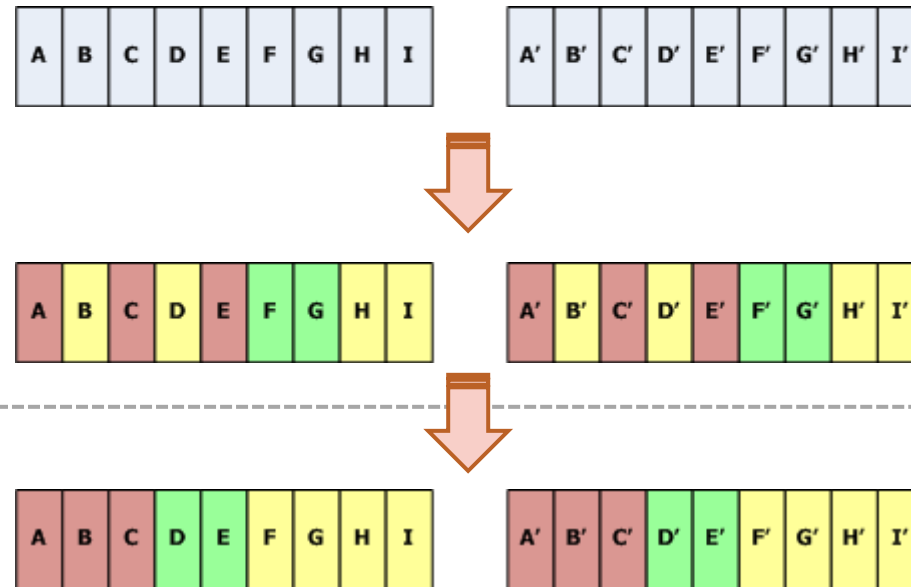 A B C D E F G H I A′ B′ C′ D′ E′ F′ G′ H′ I′
A B C D E F G H I A′ B′ C′ D′ E′ F′ G′ H′ I′
A B C D E F G H I A′ B′ C′ D′ E′ F′ G′ H′ I′